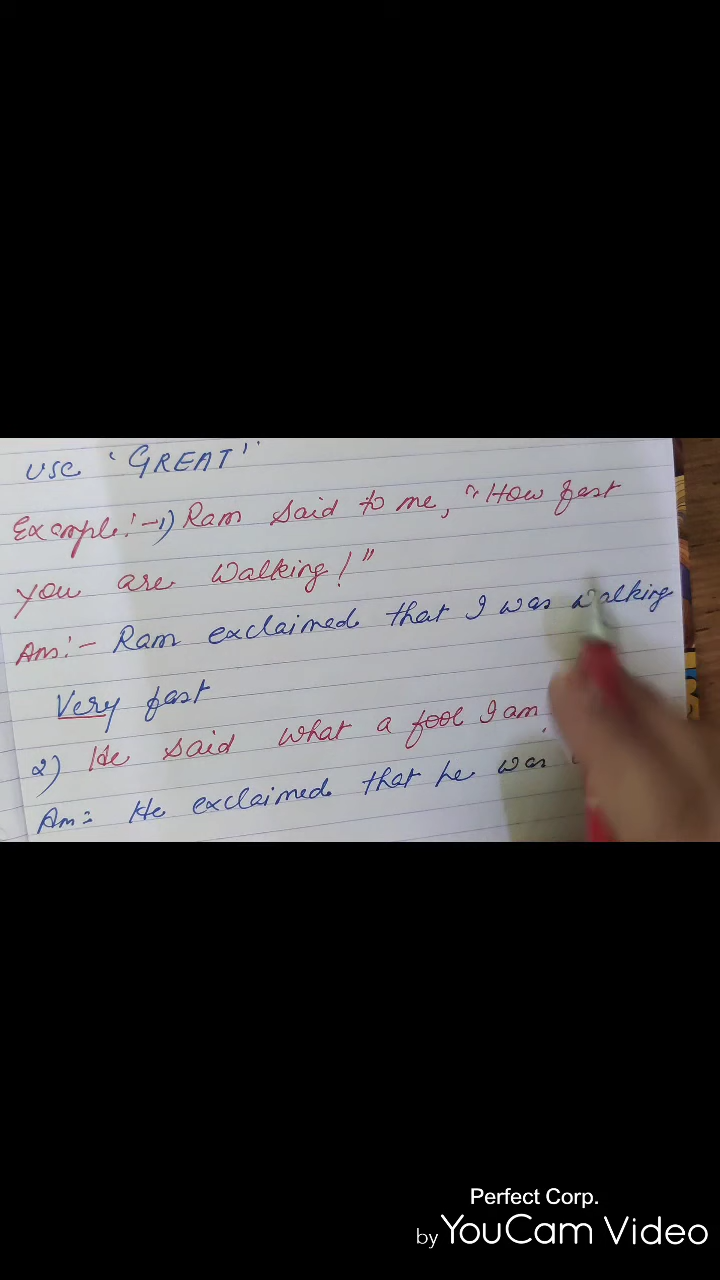 USE 'GREAT'
Example:-1) Ram said to me, "How fast
you are walking!"
Ans:- Ram exclaimed that I was walking
Very fast
2) He said what a fool I am
Ans:- He exclaimed that he was
Perfect Corp.
by YouCam Video